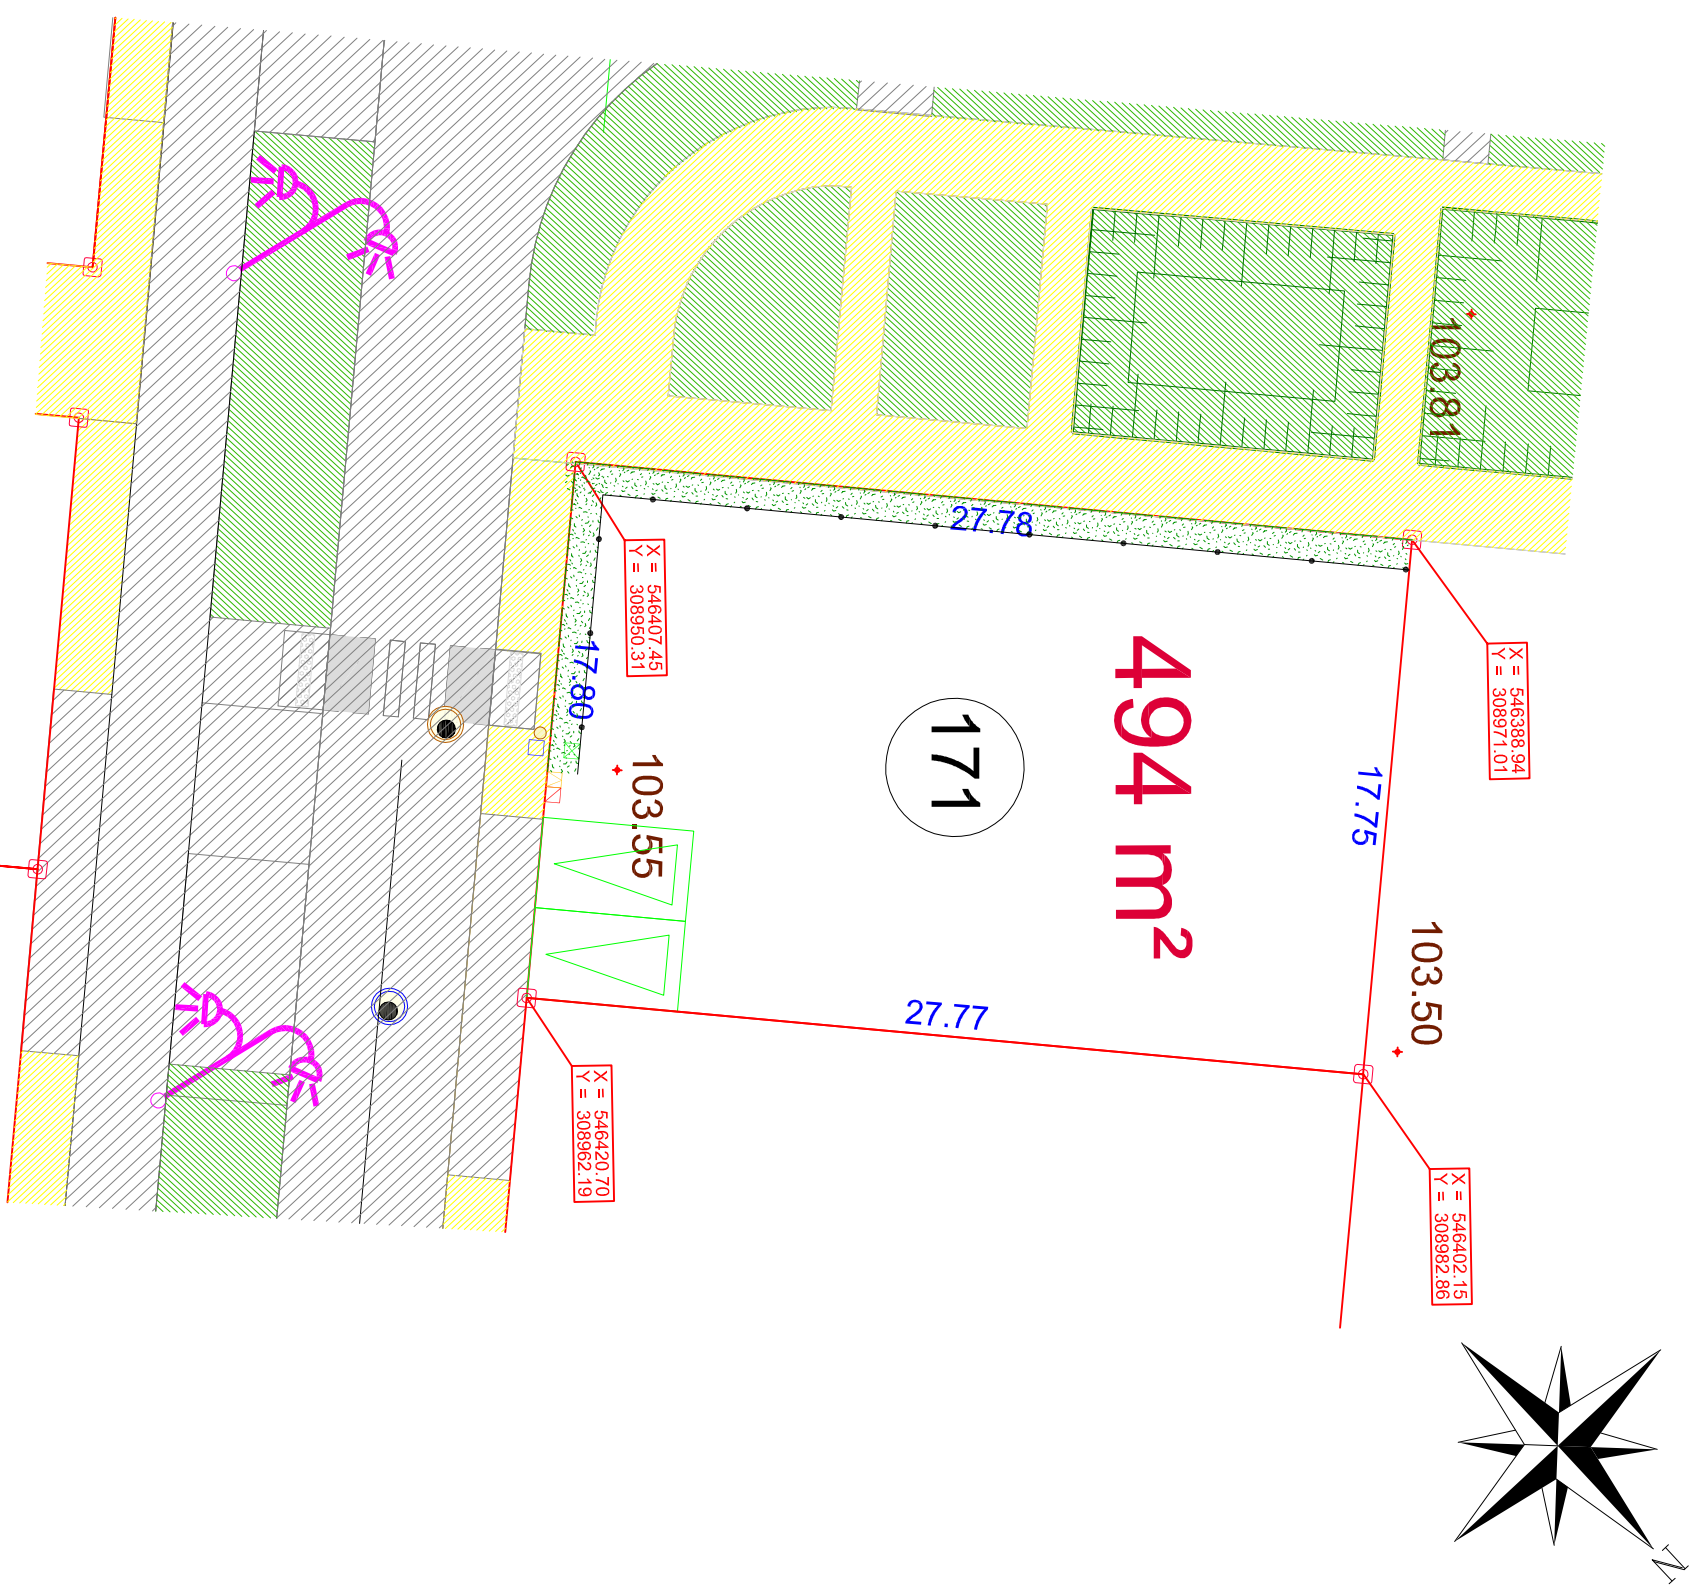 103.81
27.78
X = 546407.45
Y = 308950.31
X = 546388.94
Y = 308971.01
17.80
494 m²
171
17.75
103.55
103.50
27.77
X = 546420.70
Y = 308962.19
X = 546402.15
Y = 308982.86
N